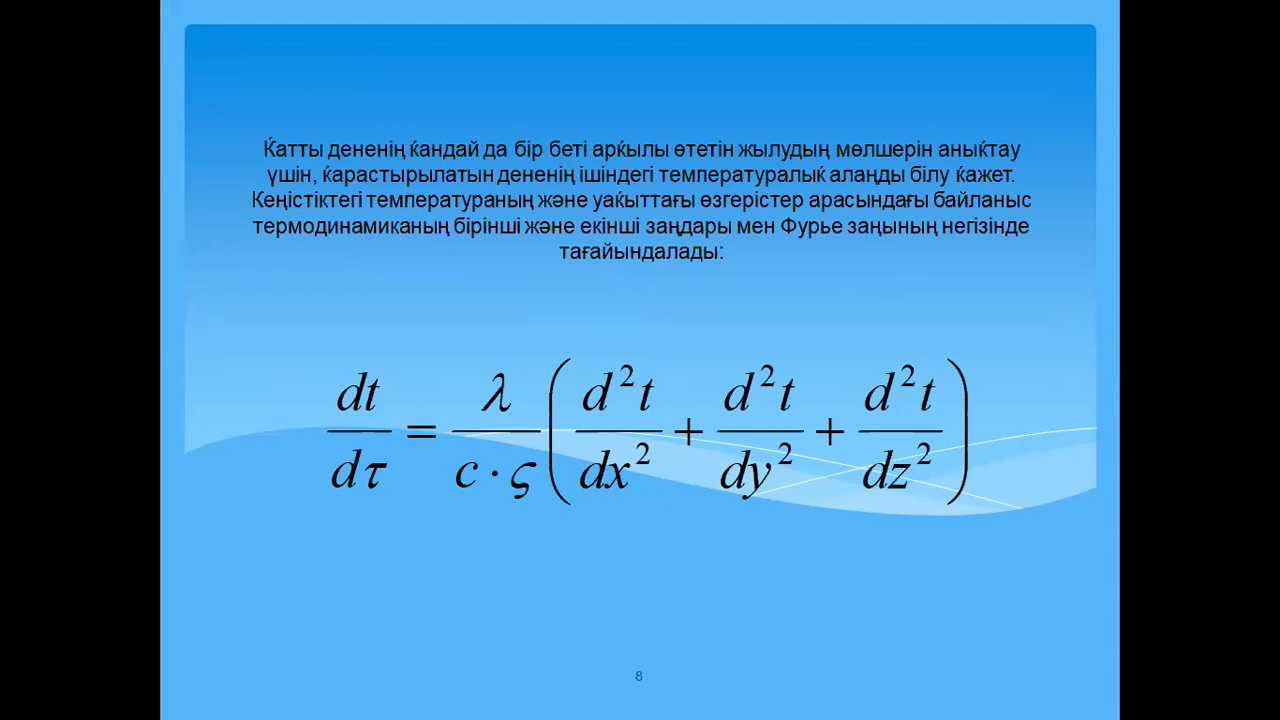 Ќатты дененің ќандай да бір беті арќылы өтетін жылудың мөлшерін аныќтау
үшін, ќарастырылатын дененің ішіндегі температуралыќ алаңды білу ќажет.
Кеңістіктегі температураның және уаќыттағы өзгерістер арасындағы байланыс
термодинамиканың бірінші және екінші заңдары мен Фурье заңының негізінде
тағайындалады:
dt/dτ = λ/(c · ς) (d²t/dx² + d²t/dy² + d²t/dz²)
8